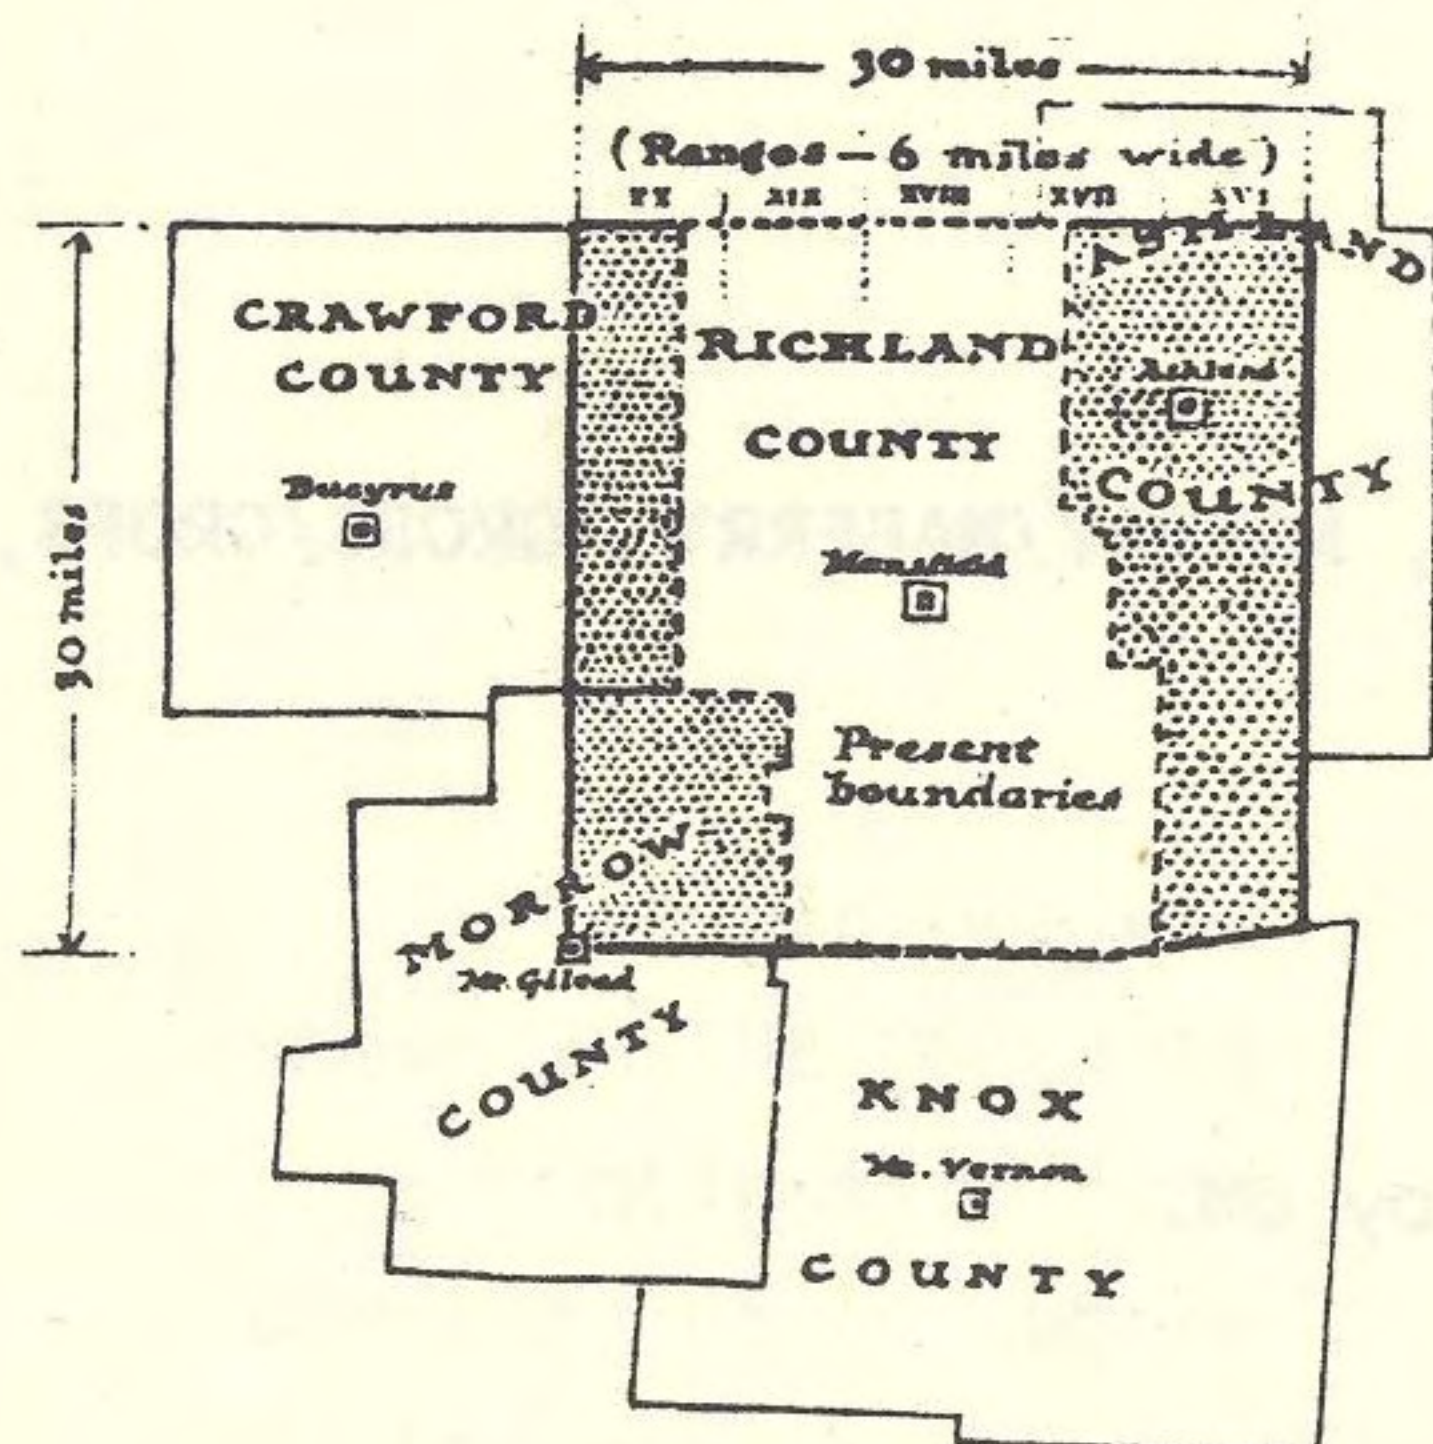 30 miles
(Ranges - 6 miles wide)
XX XIX XVIII XVII XVI
ASHLAND
CRAWFORD
COUNTY
RICHLAND
COUNTY
Ashland
COUNTY
Bucyrus
Mansfield
30 miles
Present
boundaries
MORROW
Mt. Gilead
COUNTY
KNOX
Mt. Vernon
COUNTY